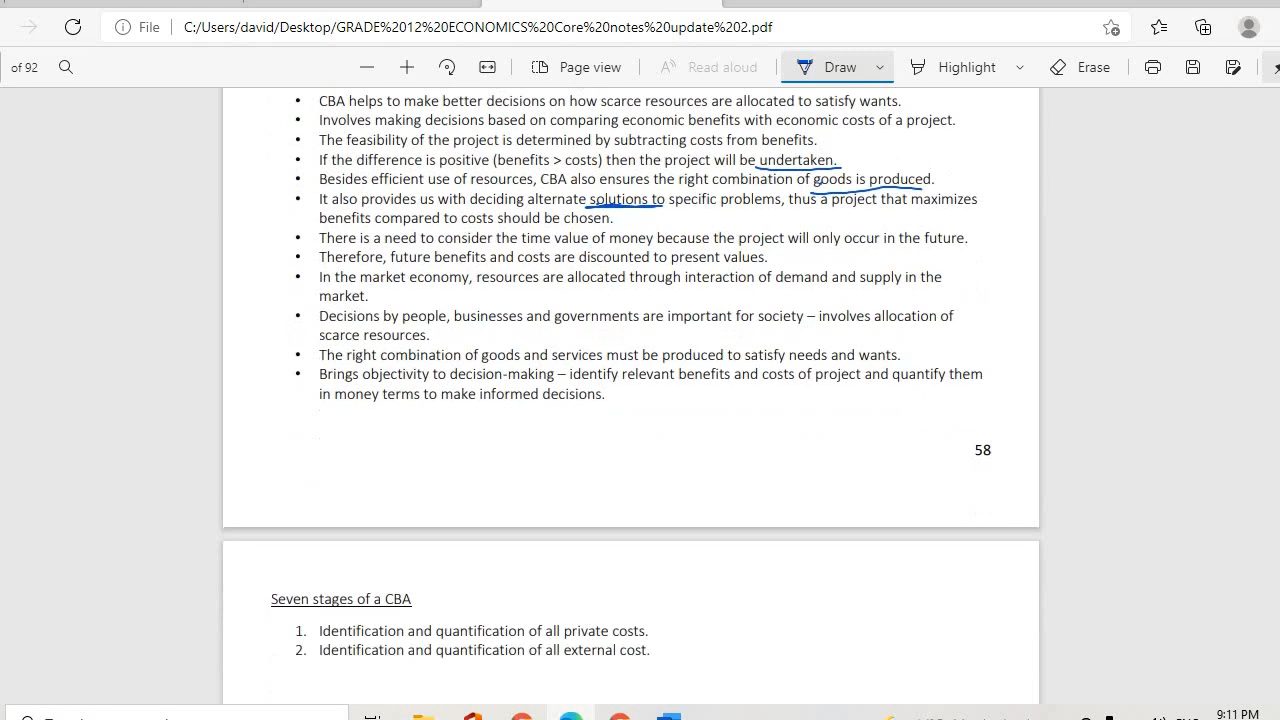 File
C:/Users/david/Desktop/GRADE%2012%20ECONOMICS%20Core%20notes%20update%202.pdf
of 92
Page view
Read aloud
Draw
Highlight
Erase
• CBA helps to make better decisions on how scarce resources are allocated to satisfy wants.
• Involves making decisions based on comparing economic benefits with economic costs of a project.
• The feasibility of the project is determined by subtracting costs from benefits.
• If the difference is positive (benefits > costs) then the project will be undertaken.
• Besides efficient use of resources, CBA also ensures the right combination of goods is produced.
• It also provides us with deciding alternate solutions to specific problems, thus a project that maximizes
benefits compared to costs should be chosen.
• There is a need to consider the time value of money because the project will only occur in the future.
• Therefore, future benefits and costs are discounted to present values.
• In the market economy, resources are allocated through interaction of demand and supply in the
market.
• Decisions by people, businesses and governments are important for society – involves allocation of
scarce resources.
• The right combination of goods and services must be produced to satisfy needs and wants.
• Brings objectivity to decision-making – identify relevant benefits and costs of project and quantify them
in money terms to make informed decisions.
58
Seven stages of a CBA
1. Identification and quantification of all private costs.
2. Identification and quantification of all external cost.
9:11 PM